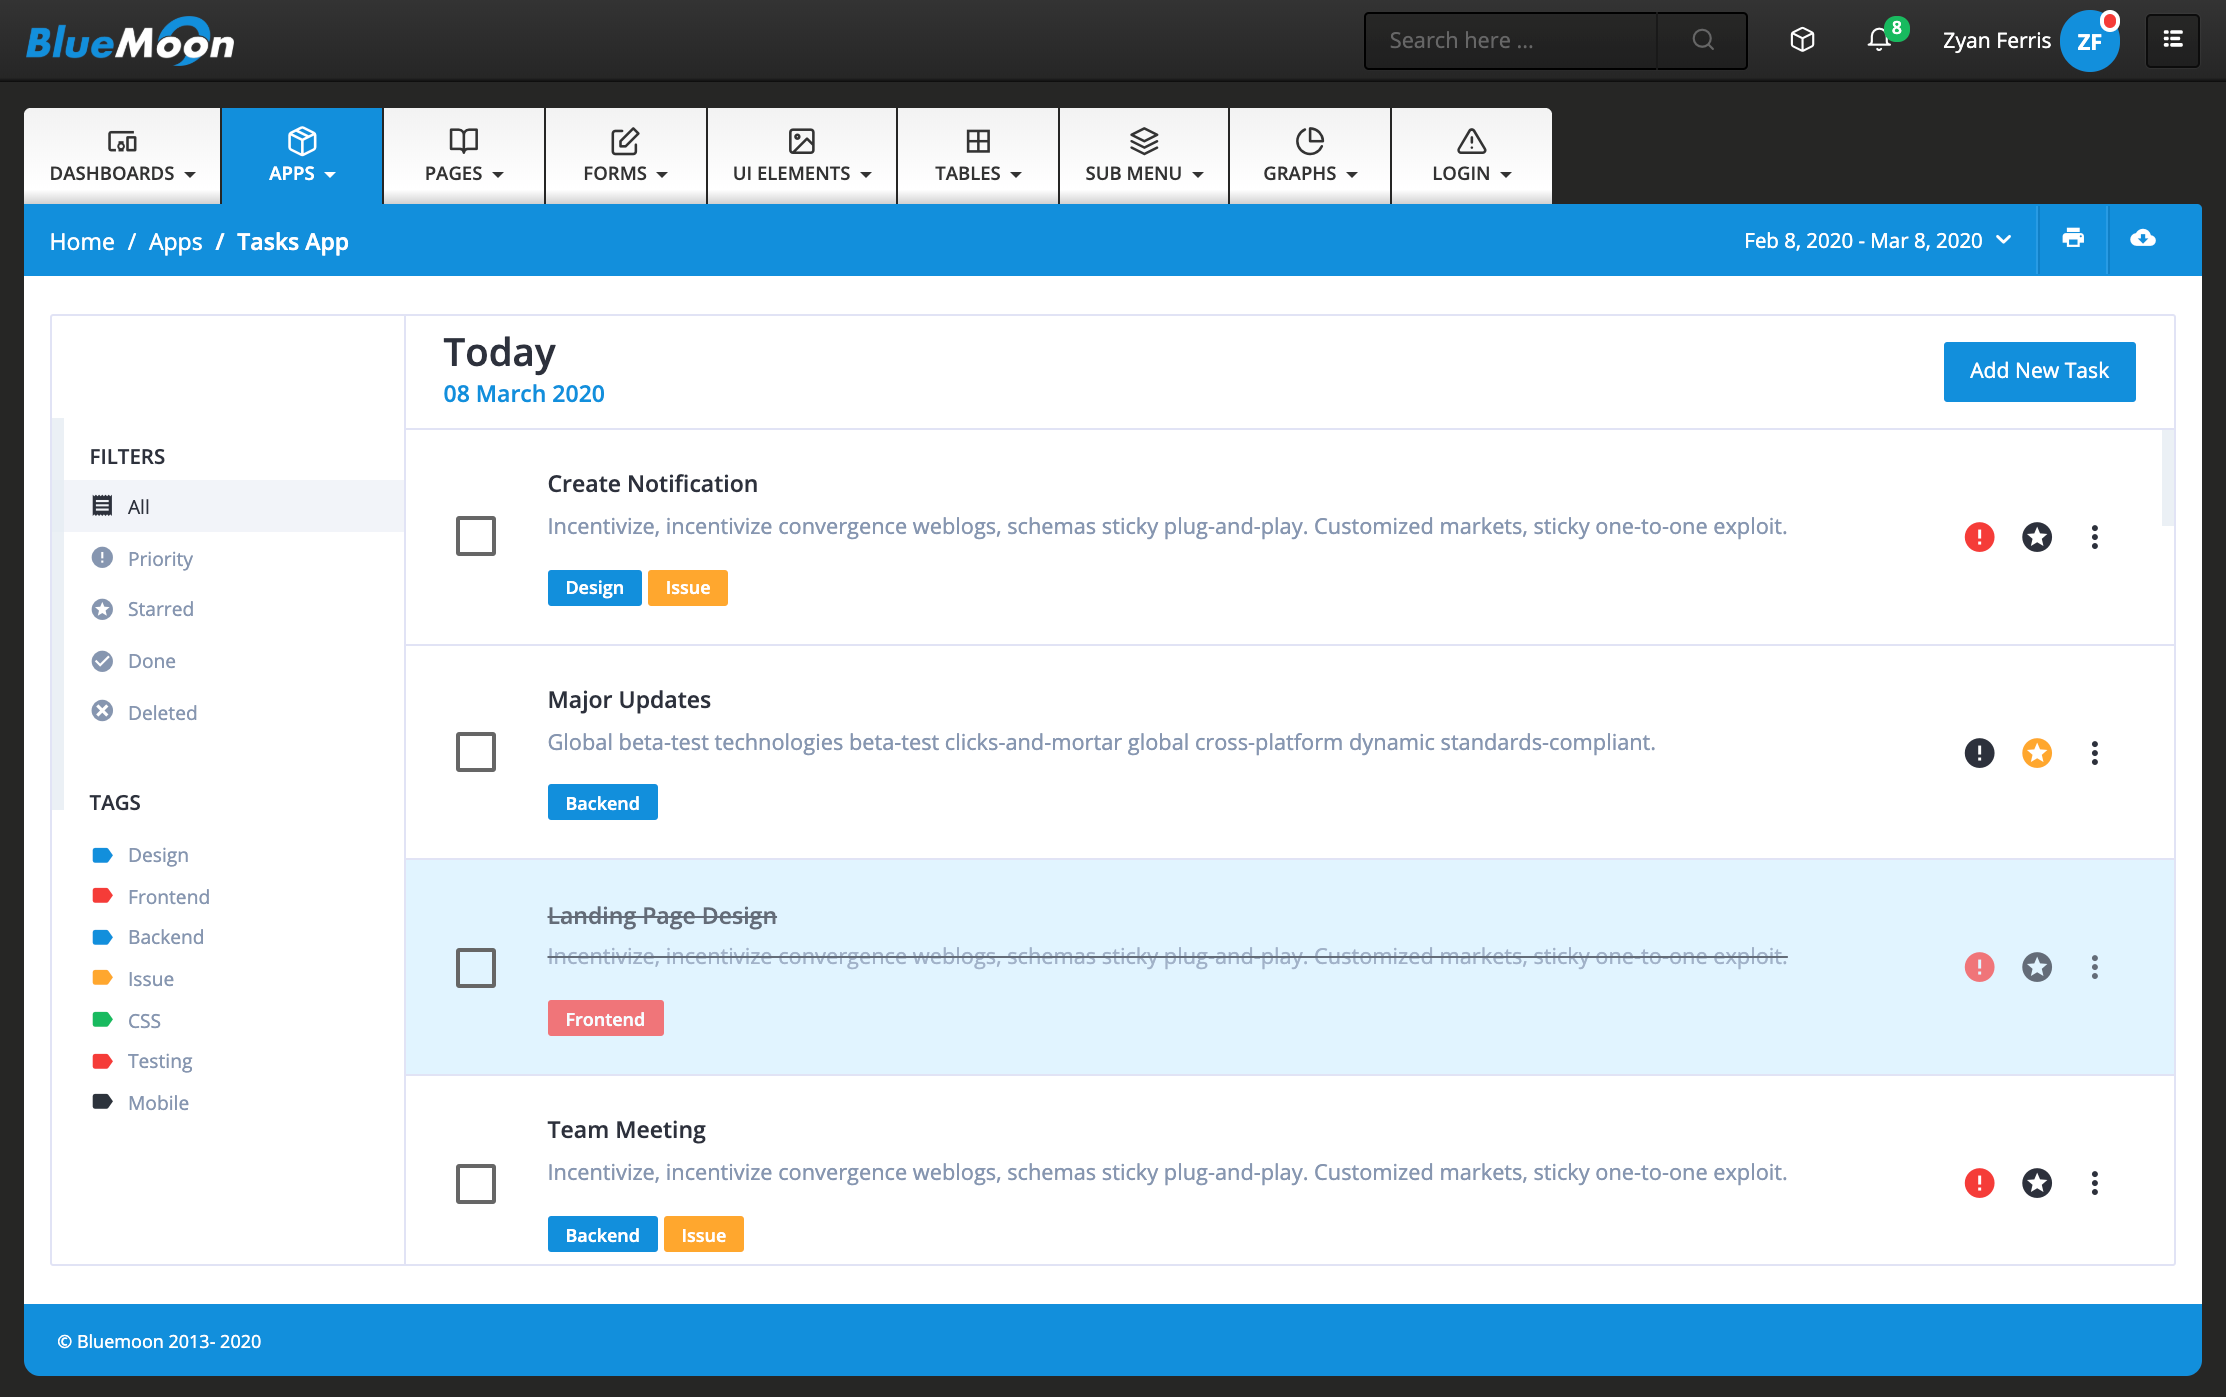 BlueMoon
Search here ...
8
Zyan Ferris
ZF
DASHBOARDS
APPS
PAGES
FORMS
UI ELEMENTS
TABLES
SUB MENU
GRAPHS
LOGIN
Home / Apps / Tasks App
Feb 8, 2020 - Mar 8, 2020
Today
08 March 2020
Add New Task
FILTERS
All
Priority
Starred
Done
Deleted
TAGS
Design
Frontend
Backend
Issue
CSS
Testing
Mobile
Create Notification
Incentivize, incentivize convergence weblogs, schemas sticky plug-and-play. Customized markets, sticky one-to-one exploit.
Design Issue
Major Updates
Global beta-test technologies beta-test clicks-and-mortar global cross-platform dynamic standards-compliant.
Backend
Landing Page Design
Incentivize, incentivize convergence weblogs, schemas sticky plug-and-play. Customized markets, sticky one-to-one exploit.
Frontend
Team Meeting
Incentivize, incentivize convergence weblogs, schemas sticky plug-and-play. Customized markets, sticky one-to-one exploit.
Backend Issue
© Bluemoon 2013- 2020